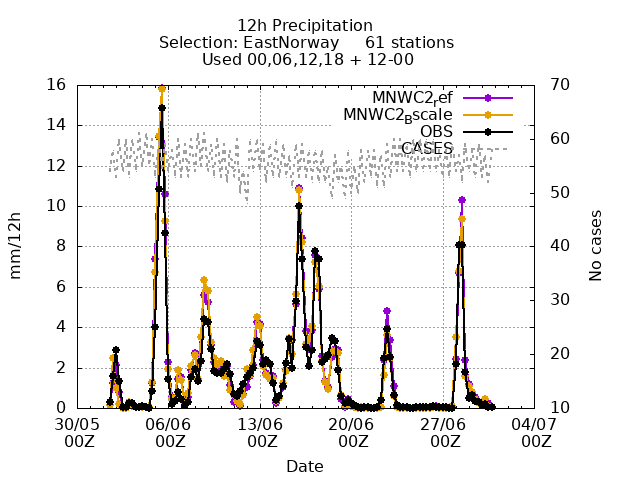 12h Precipitation
Selection: EastNorway 61 stations
Used 00,06,12,18 + 12-00
MNWC2ref
MNWC2Bscale
OBS
CASES
16
14
12
10
8
6
4
2
0
mm/12h
70
60
50
40
30
20
10
No cases
30/05 06/06 13/06 20/06 27/06 04/07
00Z 00Z 00Z 00Z 00Z 00Z
Date